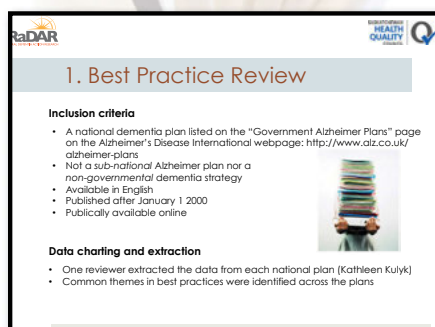 RaDAR
HEALTH
QUALITY
1. Best Practice Review
Inclusion criteria
• A national dementia plan listed on the “Government Alzheimer Plans” page
on the Alzheimer’s Disease International webpage: http://www.alz.co.uk/
alzheimer-plans
• Not a sub-national Alzheimer plan nor a
non-governmental dementia strategy
• Available in English
• Published after January 1 2000
• Publically available online
Data charting and extraction
• One reviewer extracted the data from each national plan (Kathleen Kulyk)
• Common themes in best practices were identified across the plans